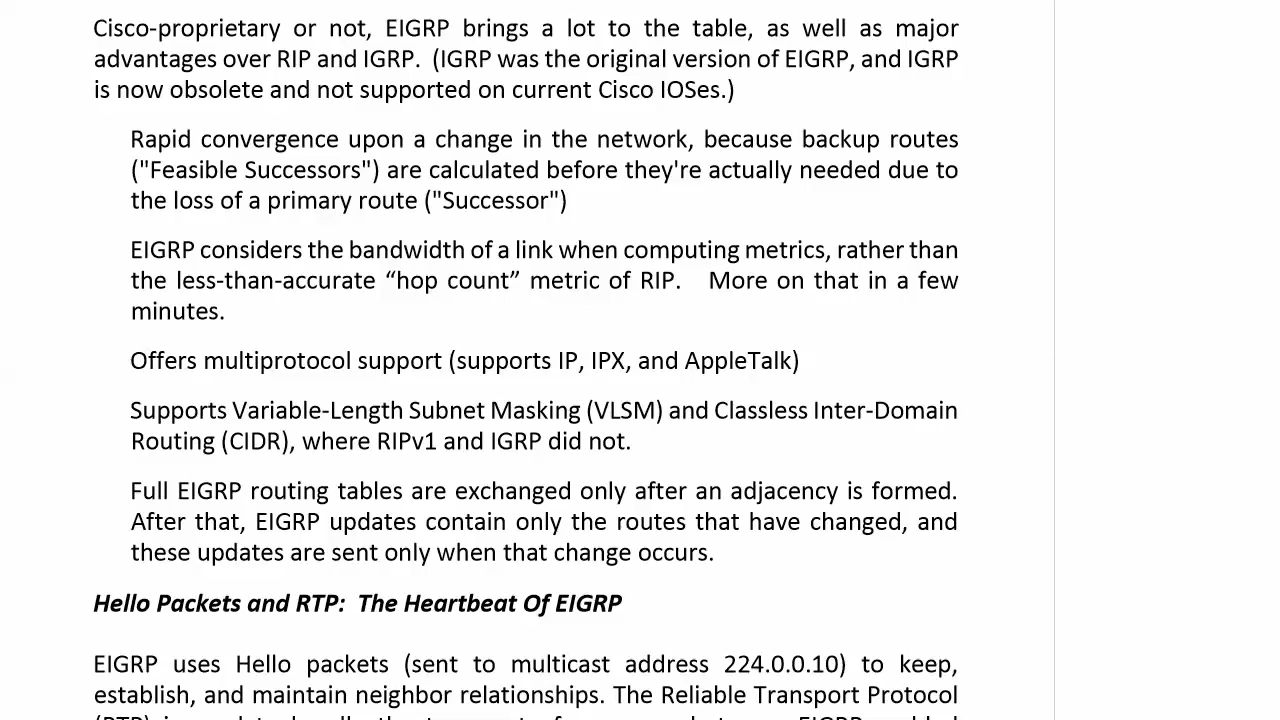 Cisco-proprietary or not, EIGRP brings a lot to the table, as well as major
advantages over RIP and IGRP.  (IGRP was the original version of EIGRP, and IGRP
is now obsolete and not supported on current Cisco IOSes.)
Rapid convergence upon a change in the network, because backup routes
("Feasible Successors") are calculated before they're actually needed due to
the loss of a primary route ("Successor")
EIGRP considers the bandwidth of a link when computing metrics, rather than
the less-than-accurate “hop count” metric of RIP.   More on that in a few
minutes.
Offers multiprotocol support (supports IP, IPX, and AppleTalk)
Supports Variable-Length Subnet Masking (VLSM) and Classless Inter-Domain
Routing (CIDR), where RIPv1 and IGRP did not.
Full EIGRP routing tables are exchanged only after an adjacency is formed.
After that, EIGRP updates contain only the routes that have changed, and
these updates are sent only when that change occurs.
Hello Packets and RTP:  The Heartbeat Of EIGRP
EIGRP uses Hello packets (sent to multicast address 224.0.0.10) to keep,
establish, and maintain neighbor relationships. The Reliable Transport Protocol